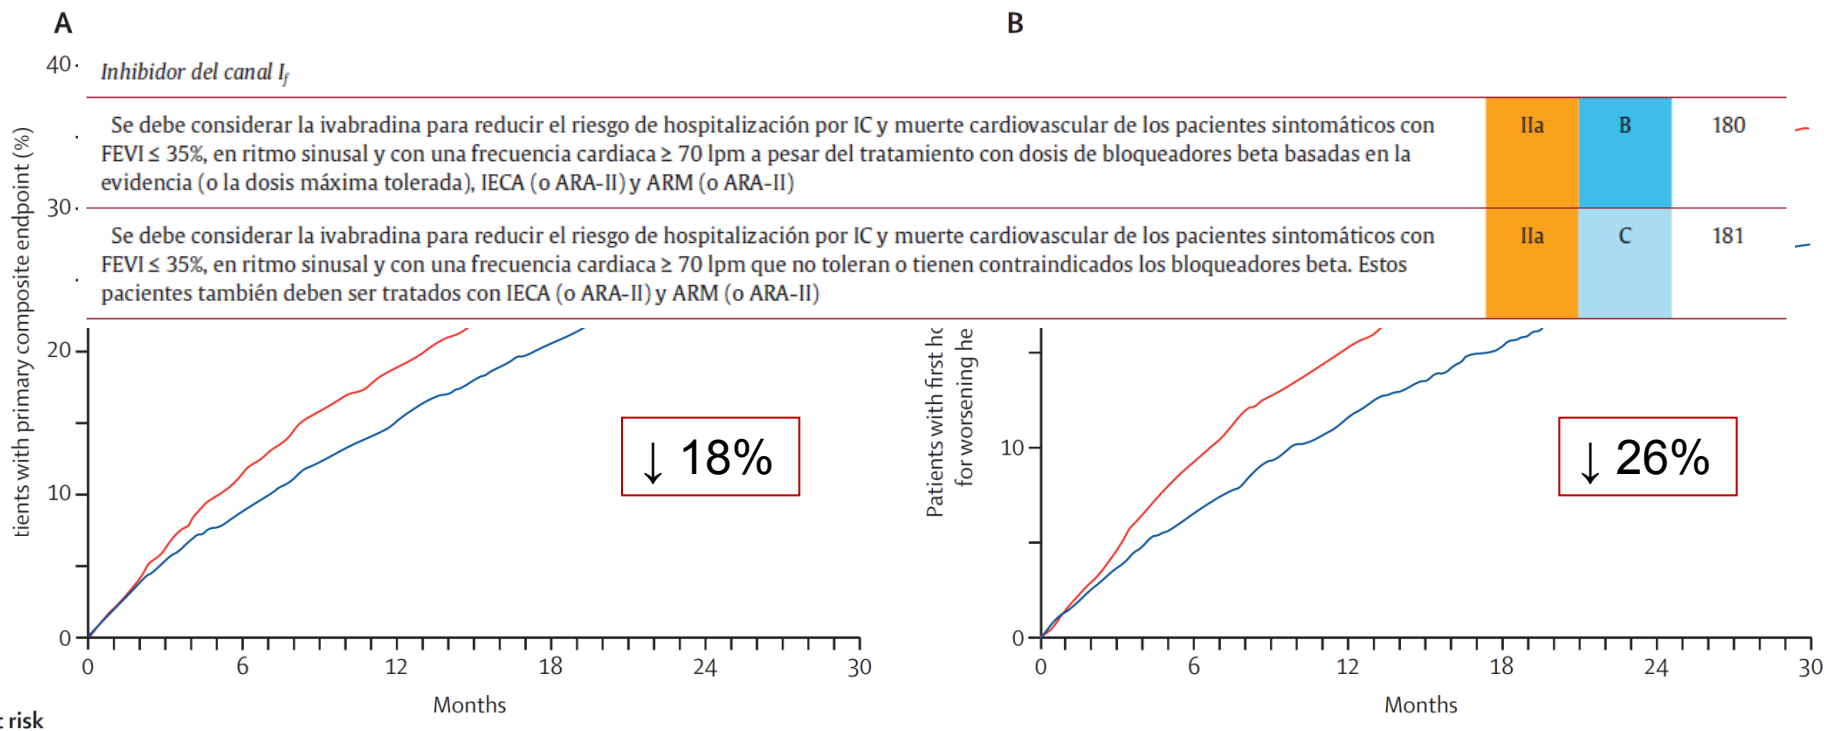 A
B
40
Inhibidor del canal If
Se debe considerar la ivabradina para reducir el riesgo de hospitalización por IC y muerte cardiovascular de los pacientes sintomáticos con
FEVI ≤ 35%, en ritmo sinusal y con una frecuencia cardiaca ≥ 70 lpm a pesar del tratamiento con dosis de bloqueadores beta basadas en la
evidencia (o la dosis máxima tolerada), IECA (o ARA-II) y ARM (o ARA-II)
IIa
B
180
30
Se debe considerar la ivabradina para reducir el riesgo de hospitalización por IC y muerte cardiovascular de los pacientes sintomáticos con
FEVI ≤ 35%, en ritmo sinusal y con una frecuencia cardiaca ≥ 70 lpm que no toleran o tienen contraindicados los bloqueadores beta. Estos
pacientes también deben ser tratados con IECA (o ARA-II) y ARM (o ARA-II)
IIa
C
181
tients with primary composite endpoint (%)
20
10
0
↓ 18%
0 6 12 18 24 30
Months
Patients with first ho
for worsening he
10
0
↓ 26%
0 6 12 18 24 30
Months
t risk